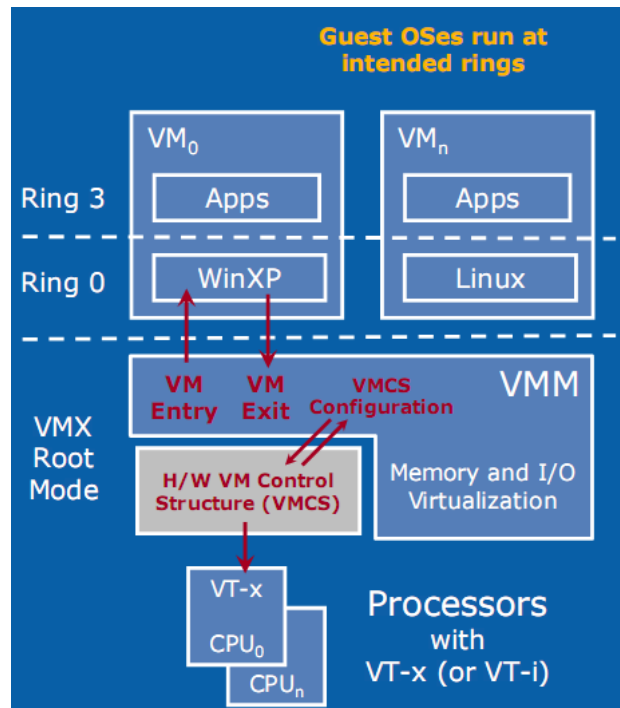 Guest OSes run at
intended rings
VM₀
VMₙ
Ring 3
Apps
Apps
Ring 0
WinXP
Linux
VM
Entry
VM
Exit
VMCS
Configuration
VMM
VMX
Root
Mode
H/W VM Control
Structure (VMCS)
Memory and I/O
Virtualization
VT-x
CPU₀
CPUₙ
Processors
with
VT-x (or VT-i)